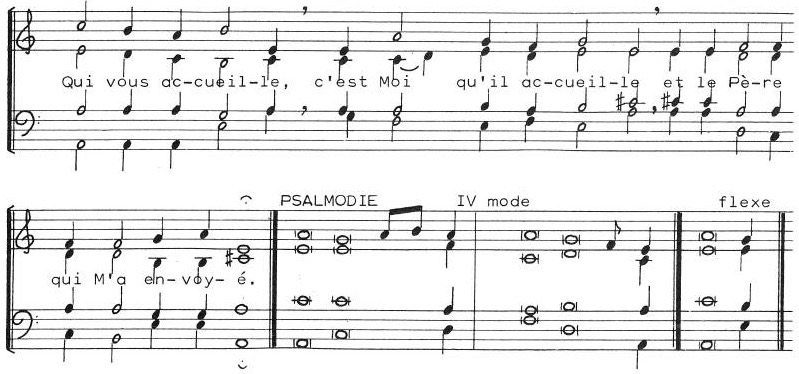 Qui vous ac-cueil-le, c'est Moi qu'il ac-cueil-le et le Pè-re
PSALMODIE IV mode flexe
qui M'a en-voy-é.